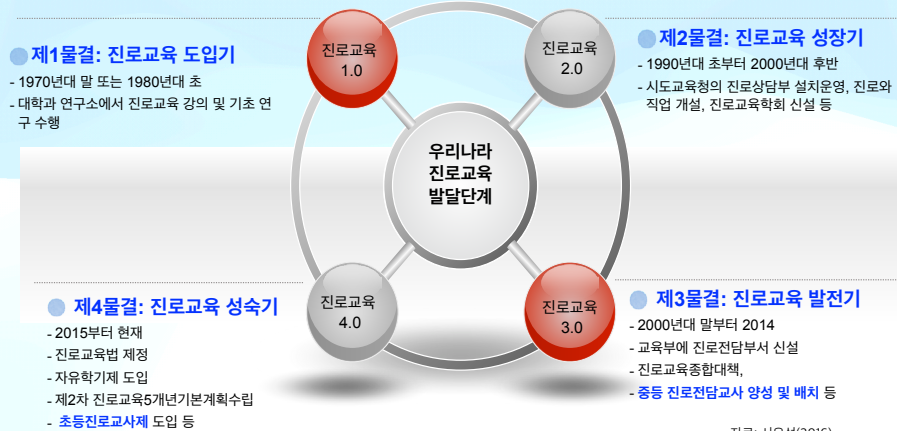 제1물결: 진로교육 도입기
- 1970년대 말 또는 1980년대 초
- 대학과 연구소에서 진로교육 강의 및 기초 연
구 수행
진로교육
1.0
진로교육
2.0
제2물결: 진로교육 성장기
- 1990년대 초부터 2000년대 후반
- 시도교육청의 진로상담부 설치운영, 진로와
직업 개설, 진로교육학회 신설 등
우리나라
진로교육
발달단계
제4물결: 진로교육 성숙기
- 2015부터 현재
- 진로교육법 제정
- 자유학기제 도입
- 제2차 진로교육5개년기본계획수립
- 초등진로교사제 도입 등
진로교육
4.0
진로교육
3.0
제3물결: 진로교육 발전기
- 2000년대 말부터 2014
- 교육부에 진로전담부서 신설
- 진로교육종합대책,
- 중등 진로전담교사 양성 및 배치 등